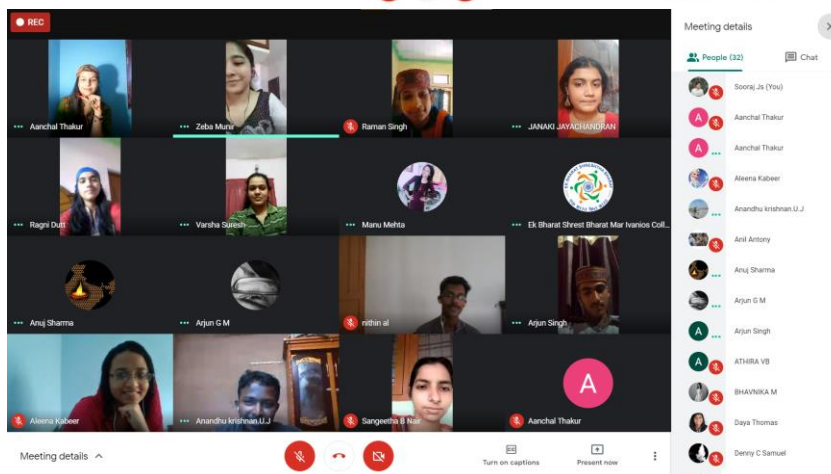 REC
Aanchal Thakur
Zeba Munir
Raman Singh
JANAKI JAYACHANDRAN
Ragni Dutt
Varsha Suresh
Manu Mehta
Ek Bharat Shrest Bharat Mar Ivanios Coll...
Anuj Sharma
Arjun G M
nithin al
Arjun Singh
Aleena Kabeer
Anandhu krishnan.U.J
Sangeetha B Nair
A
Aanchal Thakur
Meeting details
Turn on captions
Present now
Meeting details
People (32)
Chat
Sooraj Js (You)
A
Aanchal Thakur
A
Aanchal Thakur
Aleena Kabeer
Anandhu krishnan.U.J
Anil Antony
Anuj Sharma
Arjun G M
A
Arjun Singh
A
ATHIRA VB
BHAVNIKA M
Daya Thomas
Denny C Samuel